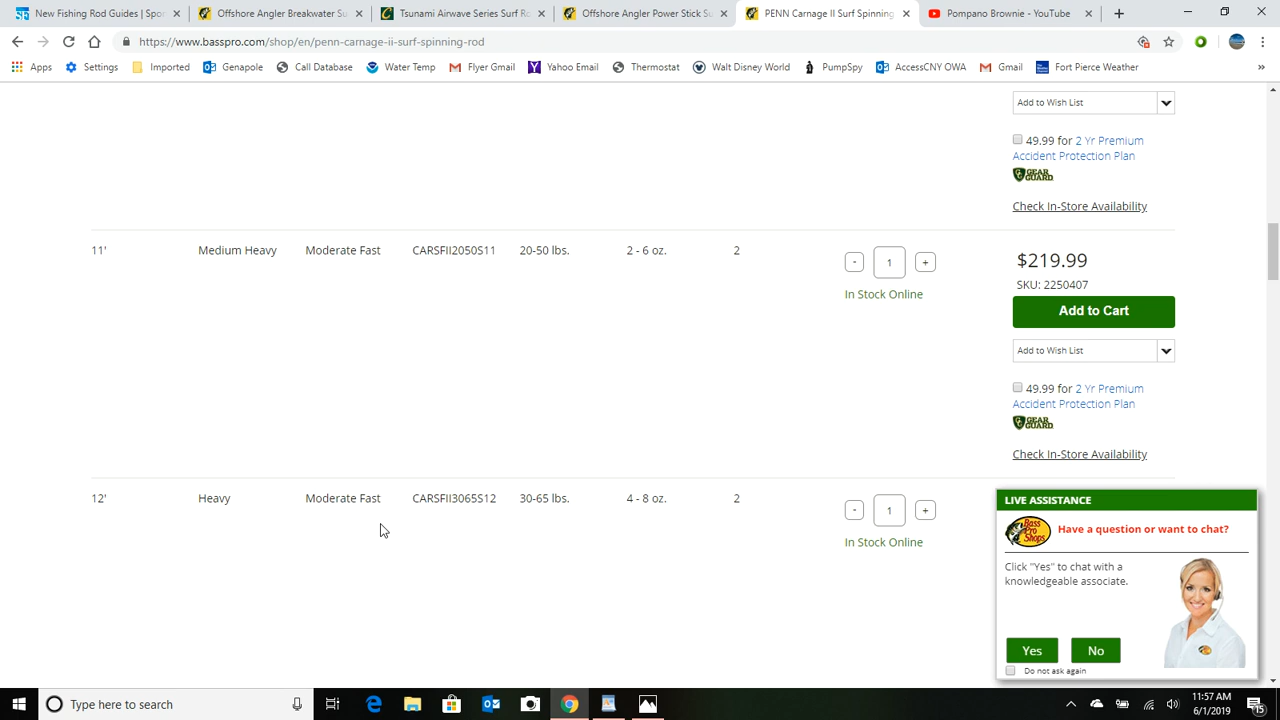 New Fishing Rod Guides | Spor
Offshore Angler Breakwater Su
Tsunami Airwave Series Surf Ro
Offshore Angler Power Stick Su
PENN Carnage II Surf Spinning
Pompano Brownie - YouTube
https://www.basspro.com/shop/en/penn-carnage-ii-surf-spinning-rod
Apps Settings Imported Genapole Call Database Water Temp Flyer Gmail Yahoo Email Thermostat Walt Disney World PumpSpy AccessCNY OWA Gmail Fort Pierce Weather »
Add to Wish List
49.99 for 2 Yr Premium
Accident Protection Plan
GEAR
GUARD
Check In-Store Availability
11' Medium Heavy Moderate Fast CARSFII2050S11 20-50 lbs. 2 - 6 oz. 2 - 1 +
In Stock Online
$219.99
SKU: 2250407
Add to Cart
Add to Wish List
49.99 for 2 Yr Premium
Accident Protection Plan
GEAR
GUARD
Check In-Store Availability
12' Heavy Moderate Fast CARSFII3065S12 30-65 lbs. 4 - 8 oz. 2 - 1 +
In Stock Online
LIVE ASSISTANCE
Bass
Pro
Shops
Have a question or want to chat?
Click "Yes" to chat with a
knowledgeable associate.
Yes No
Do not ask again
Type here to search
11:57 AM
6/1/2019
15